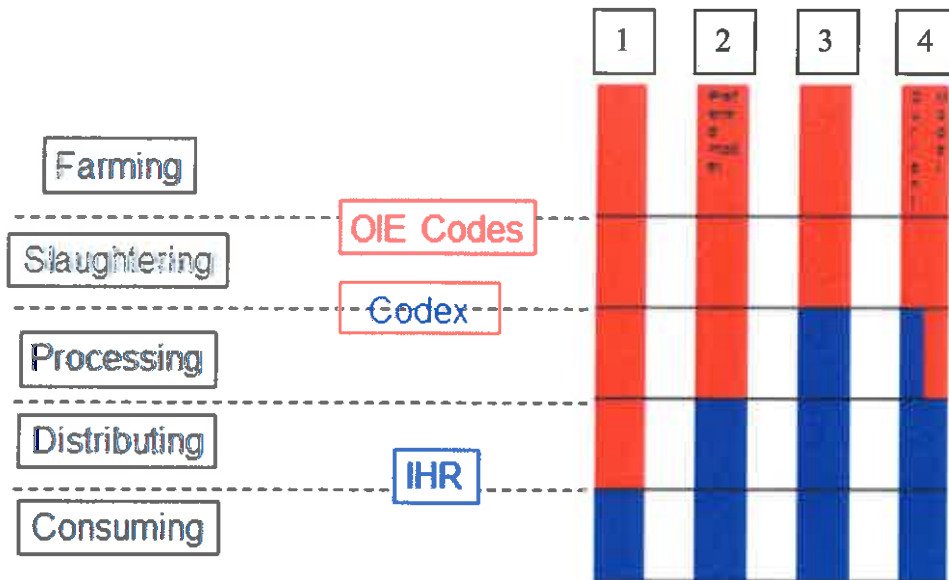 1 2 3 4
Farming
OIE Codes
Slaughtering
Codex
Processing
Distributing
IHR
Consuming